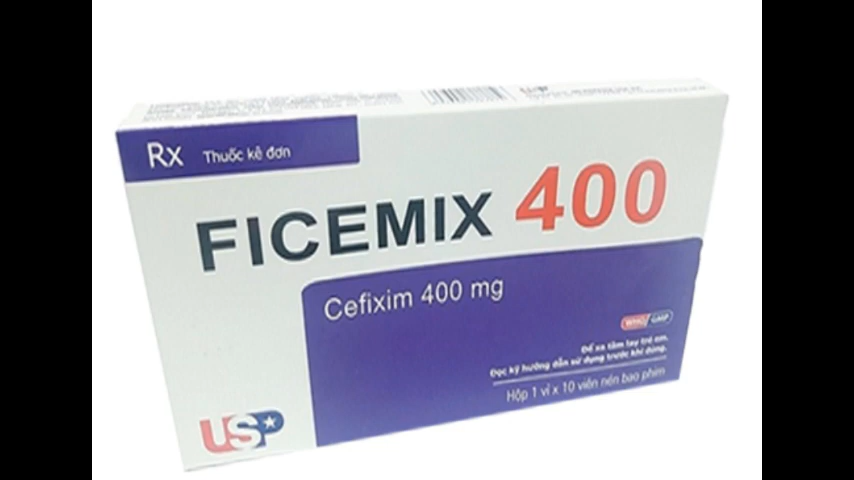 Rx Thuốc kê đơn
FICEMIX 400
Cefixim 400 mg
WHO GMP
Để xa tầm tay trẻ em.
Đọc kỹ hướng dẫn sử dụng trước khi dùng.
Hộp 1 vỉ x 10 viên nén bao phim
USP